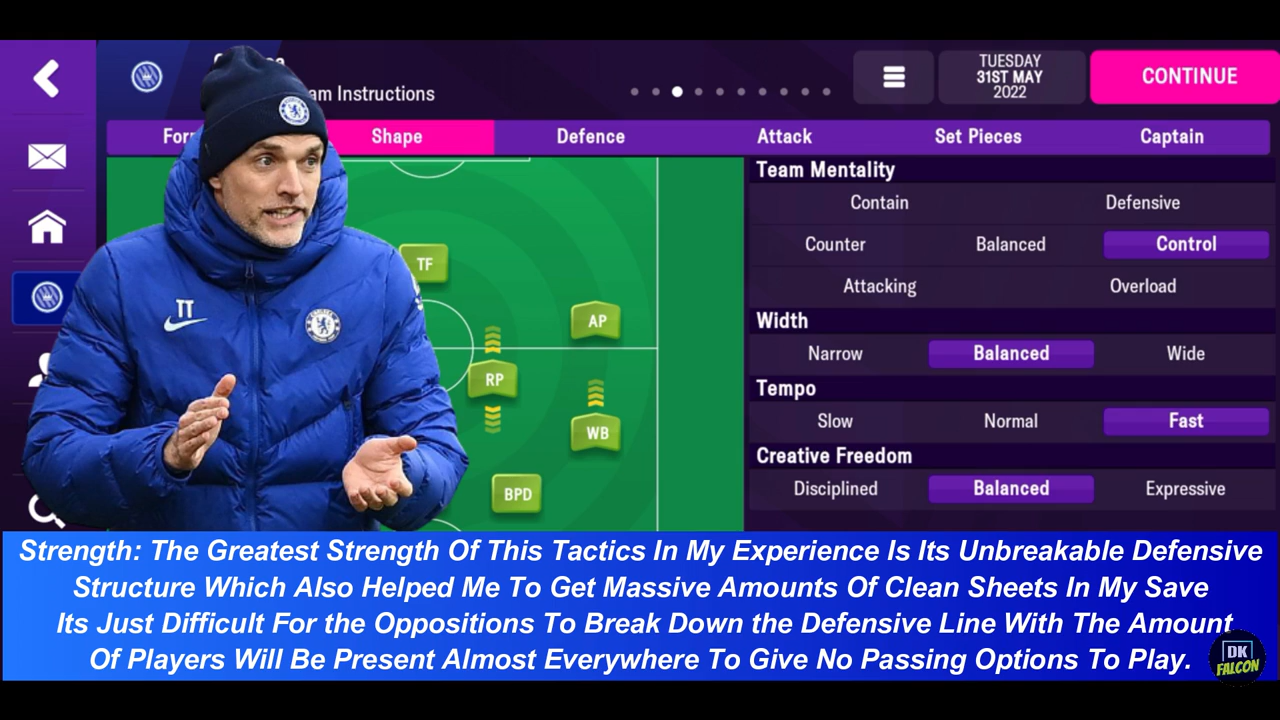 am Instructions
TUESDAY
31ST MAY
2022
CONTINUE
Shape
Defence
Attack
Set Pieces
Captain
Team Mentality
Contain Defensive
Counter Balanced Control
Attacking Overload
Width
Narrow Balanced Wide
Tempo
Slow Normal Fast
Creative Freedom
Disciplined Balanced Expressive
TF
AP
RP
WB
BPD
TT
Strength: The Greatest Strength Of This Tactics In My Experience Is Its Unbreakable Defensive
Structure Which Also Helped Me To Get Massive Amounts Of Clean Sheets In My Save
Its Just Difficult For the Oppositions To Break Down the Defensive Line With The Amount
Of Players Will Be Present Almost Everywhere To Give No Passing Options To Play.
DK
FALCON